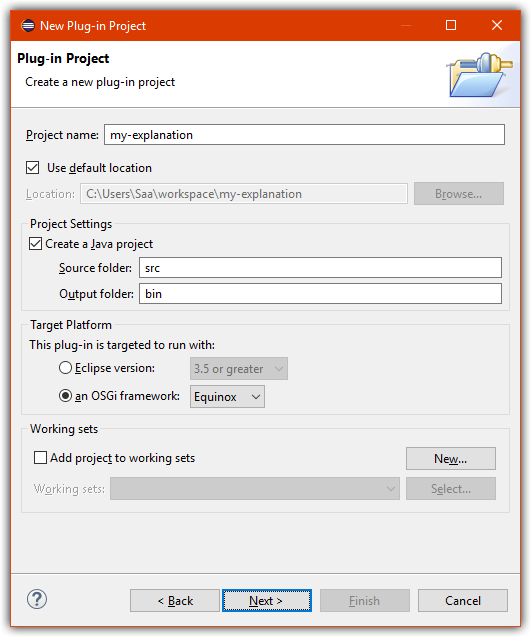 New Plug-in Project
Plug-in Project
Create a new plug-in project
Project name: my-explanation
Use default location
Location: C:\Users\Saa\workspace\my-explanation Browse...
Project Settings
Create a Java project
Source folder: src
Output folder: bin
Target Platform
This plug-in is targeted to run with:
Eclipse version: 3.5 or greater
an OSGi framework: Equinox
Working sets
Add project to working sets New...
Working sets: Select...
? < Back Next > Finish Cancel